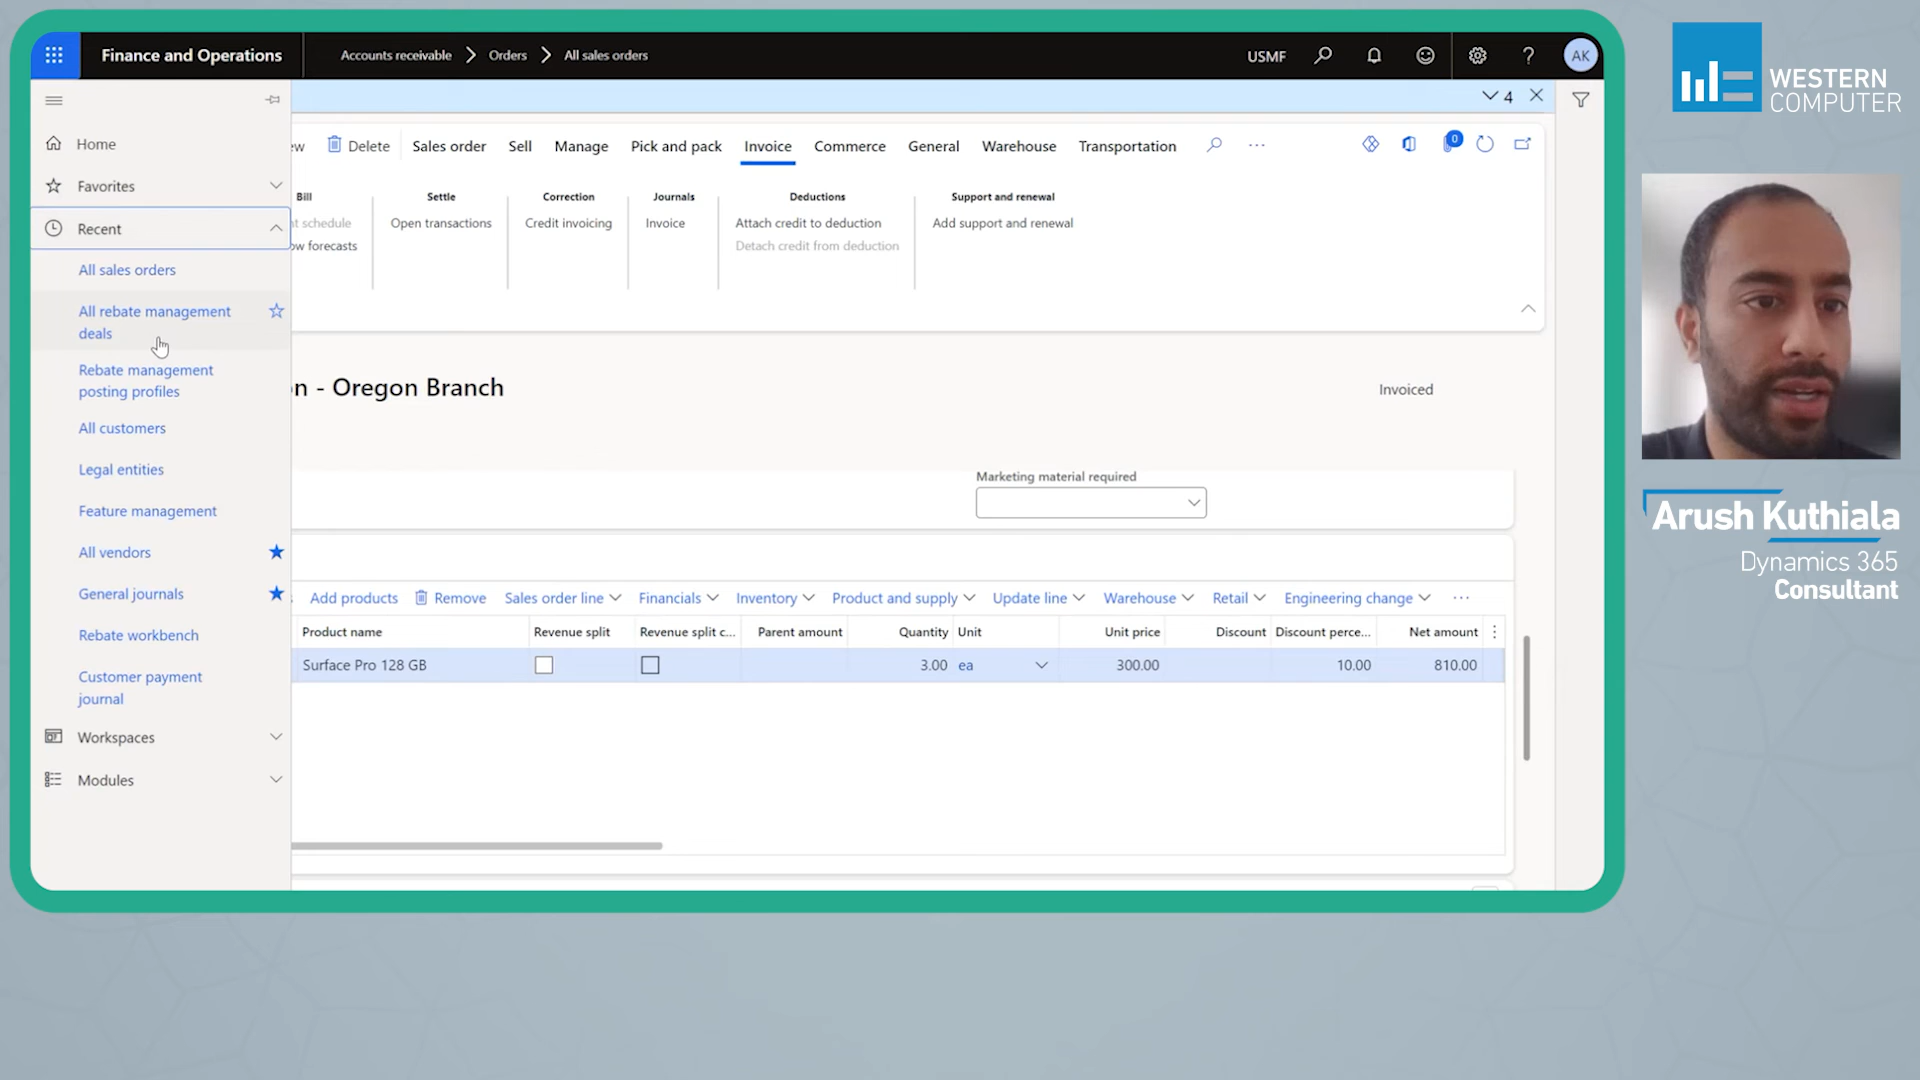 Finance and Operations
Accounts receivable
Orders
All sales orders
USMF
AK
4
Home
Favorites
Recent
All sales orders
All rebate management
deals
Rebate management
posting profiles
All customers
Legal entities
Feature management
All vendors
General journals
Rebate workbench
Customer payment
journal
Workspaces
Modules
ew
Delete
Sales order
Sell
Manage
Pick and pack
Invoice
Commerce
General
Warehouse
Transportation
...
0
Bill
nt schedule
ow forecasts
Settle
Open transactions
Correction
Credit invoicing
Journals
Invoice
Deductions
Attach credit to deduction
Detach credit from deduction
Support and renewal
Add support and renewal
n - Oregon Branch
Invoiced
Marketing material required
Add products
Remove
Sales order line
Financials
Inventory
Product and supply
Update line
Warehouse
Retail
Engineering change
...
Product name Revenue split Revenue split c... Parent amount Quantity Unit Unit price Discount Discount perce... Net amount
Surface Pro 128 GB 3.00 ea 300.00 10.00 810.00
WESTERN
COMPUTER
Arush Kuthiala
Dynamics 365
Consultant